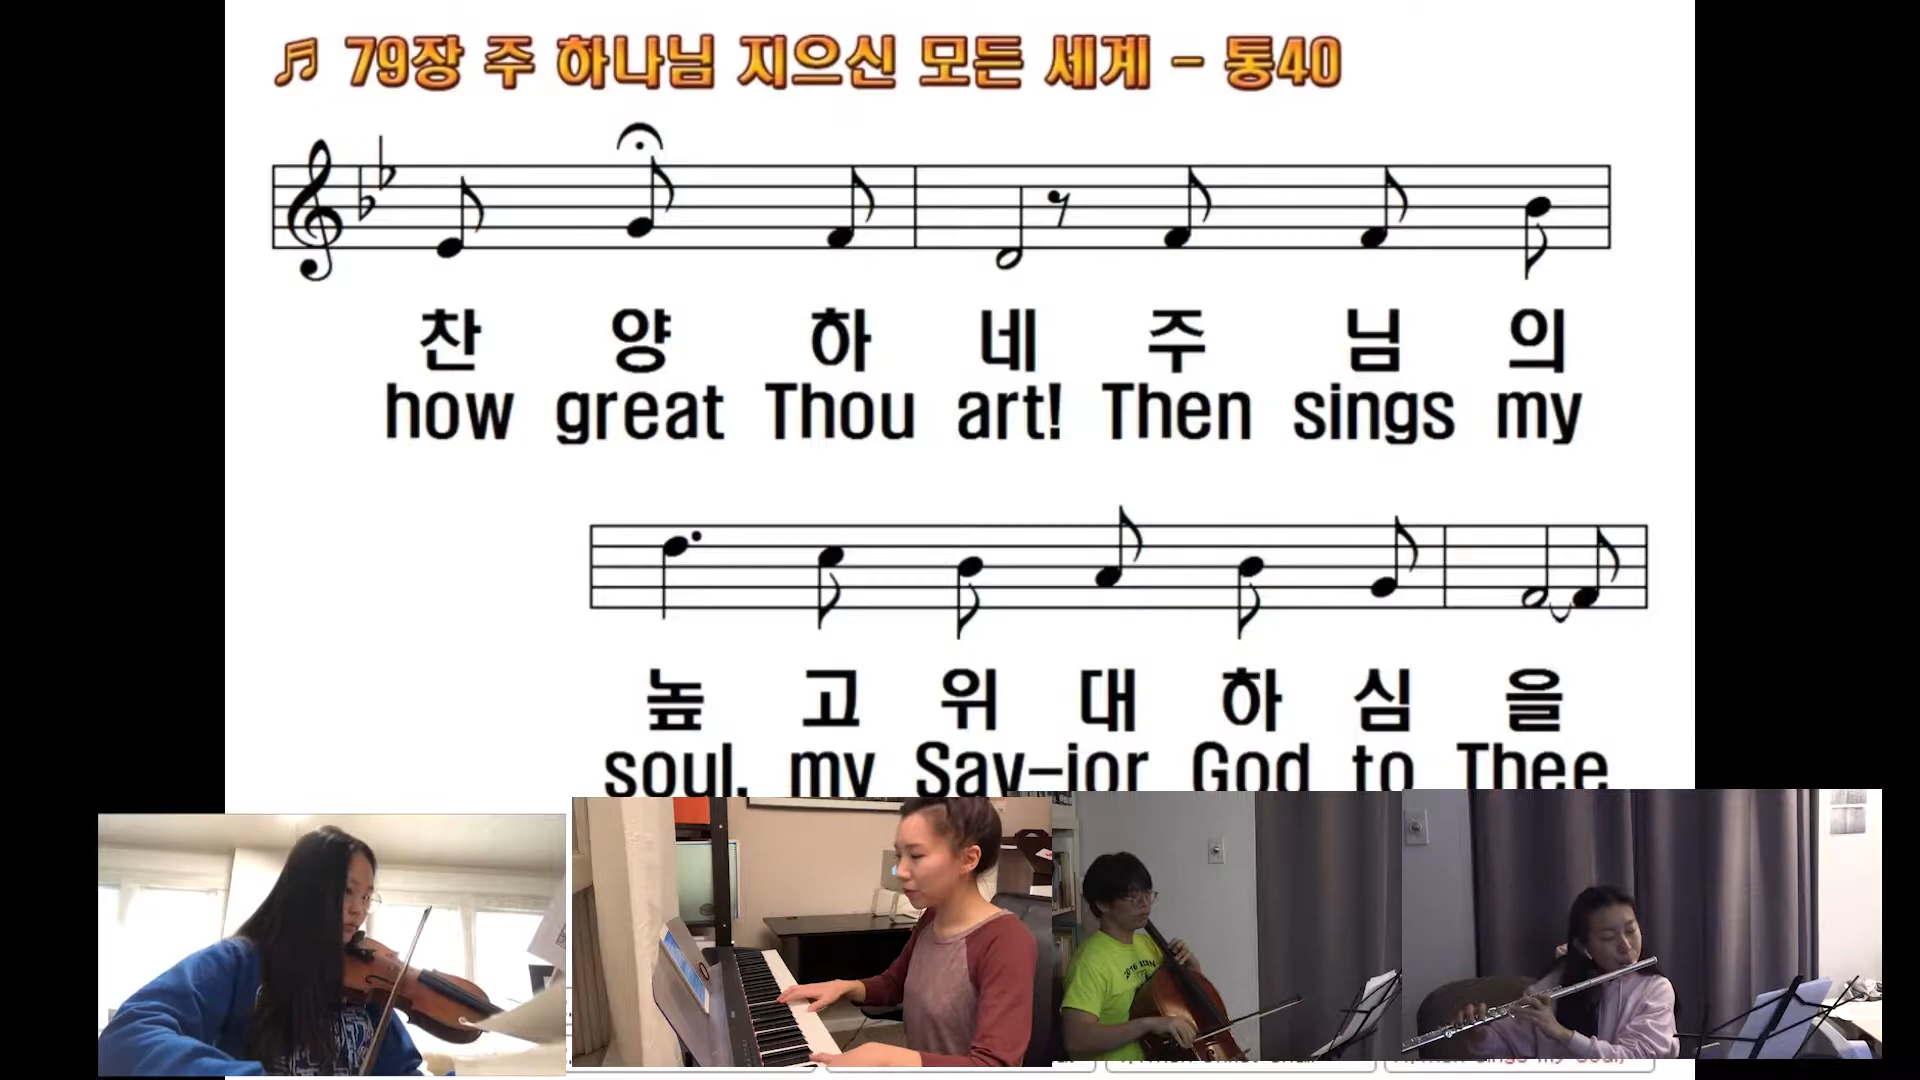 79장 주 하나님 지으신 모든 세계 - 통40
찬 양 하 네 주 님 의
how great Thou art! Then sings my
높 고 위 대 하 심 을
soul, my Sav-ior God to Thee